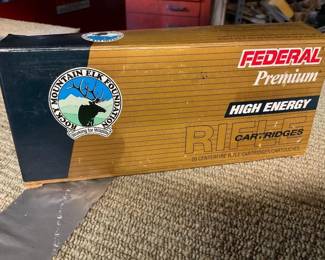 ROCKY MOUNTAIN ELK FOUNDATION
FEDERAL
Premium
HIGH ENERGY
RIFLE
CARTRIDGES